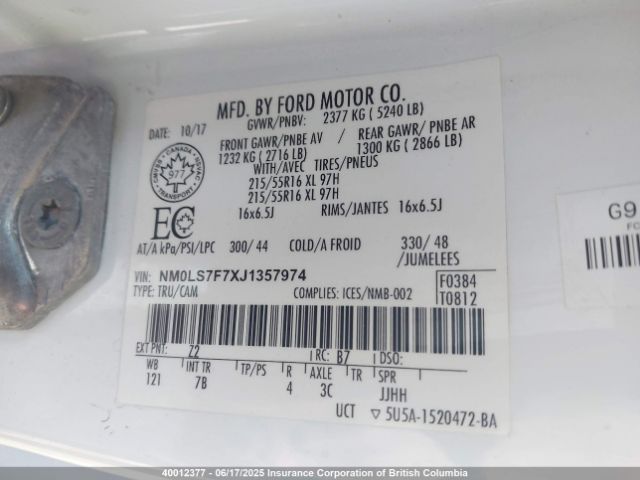 MFD. BY FORD MOTOR CO.
DATE: 10/17
GVWR/PNBV: 2377 KG ( 5240 LB)
FRONT GAWR/PNBE AV
1232 KG ( 2716 LB)
REAR GAWR/ PNBE AR
1300 KG ( 2866 LB)
WITH/AVEC TIRES/PNEUS
215/55R16 XL 97H
215/55R16 XL 97H
16x6.5J RIMS/JANTES 16x6.5J
CANADA
977
TRANSPORT
EC
AT/A kPa/PSI/LPC 300/ 44 COLD/A FROID 330/ 48
/JUMELEES
VIN: NM0LS7F7XJ1357974
TYPE: TRU/CAM COMPLIES: ICES/NMB-002
F0384
T0812
EXT PNT: Z2 RC: B7 DSO:
WB INT TR TP/PS R AXLE TR SPR
121 7B 4 3C JJHH
UCT ▽ 5U5A-1520472-BA
G9
FC
40012377 - 06/17/2025 Insurance Corporation of British Columbia